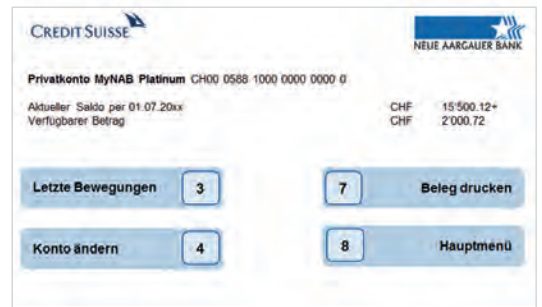 CREDIT SUISSE
NEUE AARGAUER BANK
Privatkonto MyNAB Platinum CH00 0588 1000 0000 0000 0
Aktueller Saldo per 01.07.20xx CHF 15'500.12+
Verfügbarer Betrag CHF 2'000.72
Letzte Bewegungen 3 7 Beleg drucken
Konto ändern 4 8 Hauptmenü